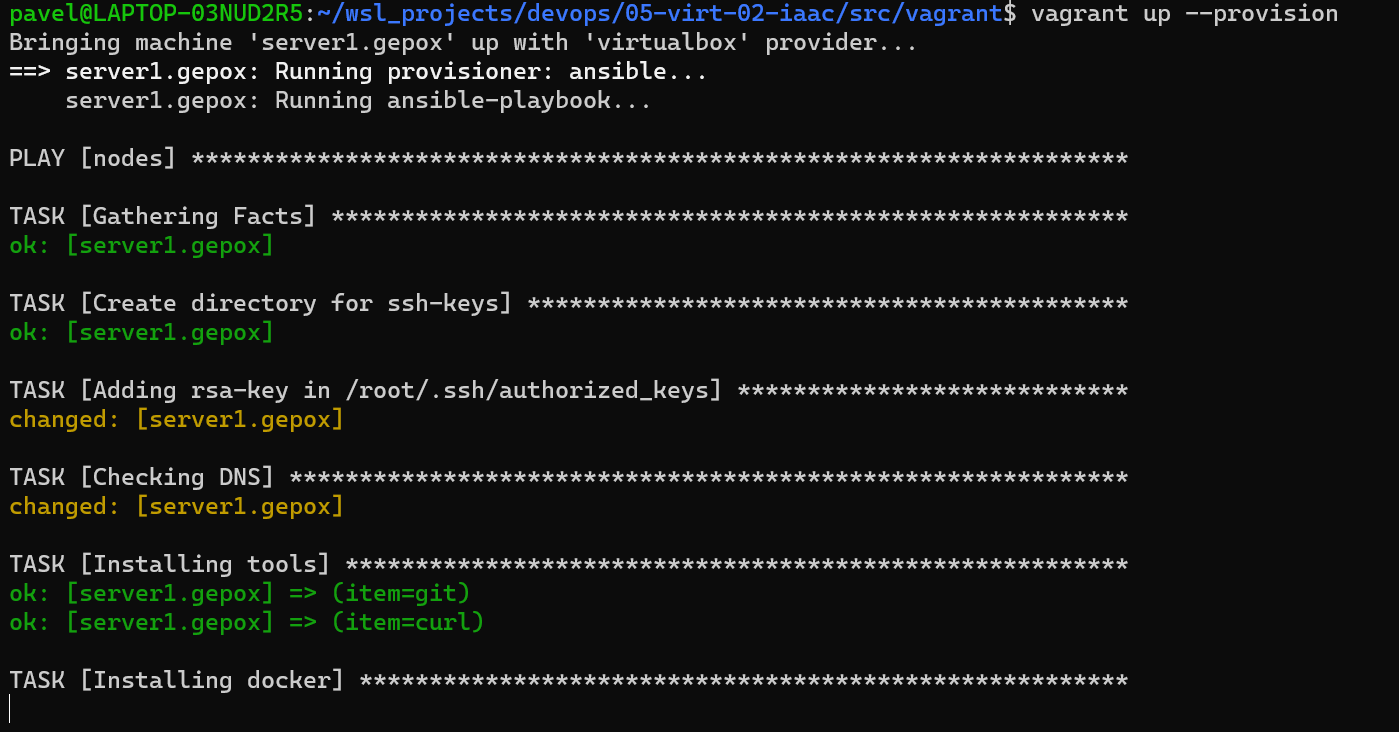 pavel@LAPTOP-03NUD2R5:~/wsl_projects/devops/05-virt-02-iaac/src/vagrant$ vagrant up --provision
Bringing machine 'server1.gepox' up with 'virtualbox' provider...
==> server1.gepox: Running provisioner: ansible...
    server1.gepox: Running ansible-playbook...

PLAY [nodes] *******************************************************************

TASK [Gathering Facts] *********************************************************
ok: [server1.gepox]

TASK [Create directory for ssh-keys] *******************************************
ok: [server1.gepox]

TASK [Adding rsa-key in /root/.ssh/authorized_keys] ****************************
changed: [server1.gepox]

TASK [Checking DNS] ************************************************************
changed: [server1.gepox]

TASK [Installing tools] ********************************************************
ok: [server1.gepox] => (item=git)
ok: [server1.gepox] => (item=curl)

TASK [Installing docker] *******************************************************